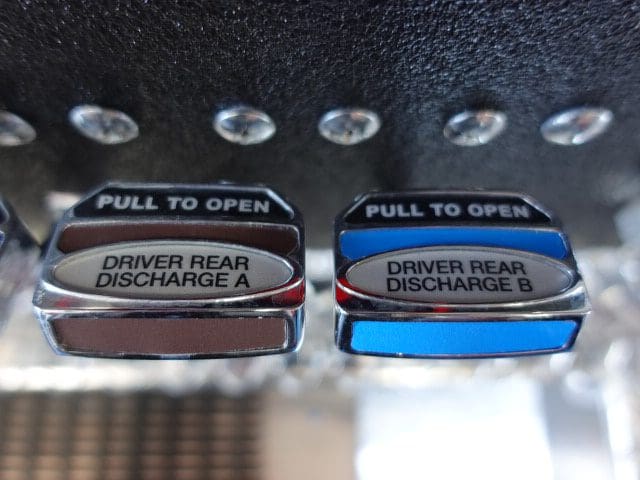 PULL TO OPEN
DRIVER REAR
DISCHARGE A
PULL TO OPEN
DRIVER REAR
DISCHARGE B